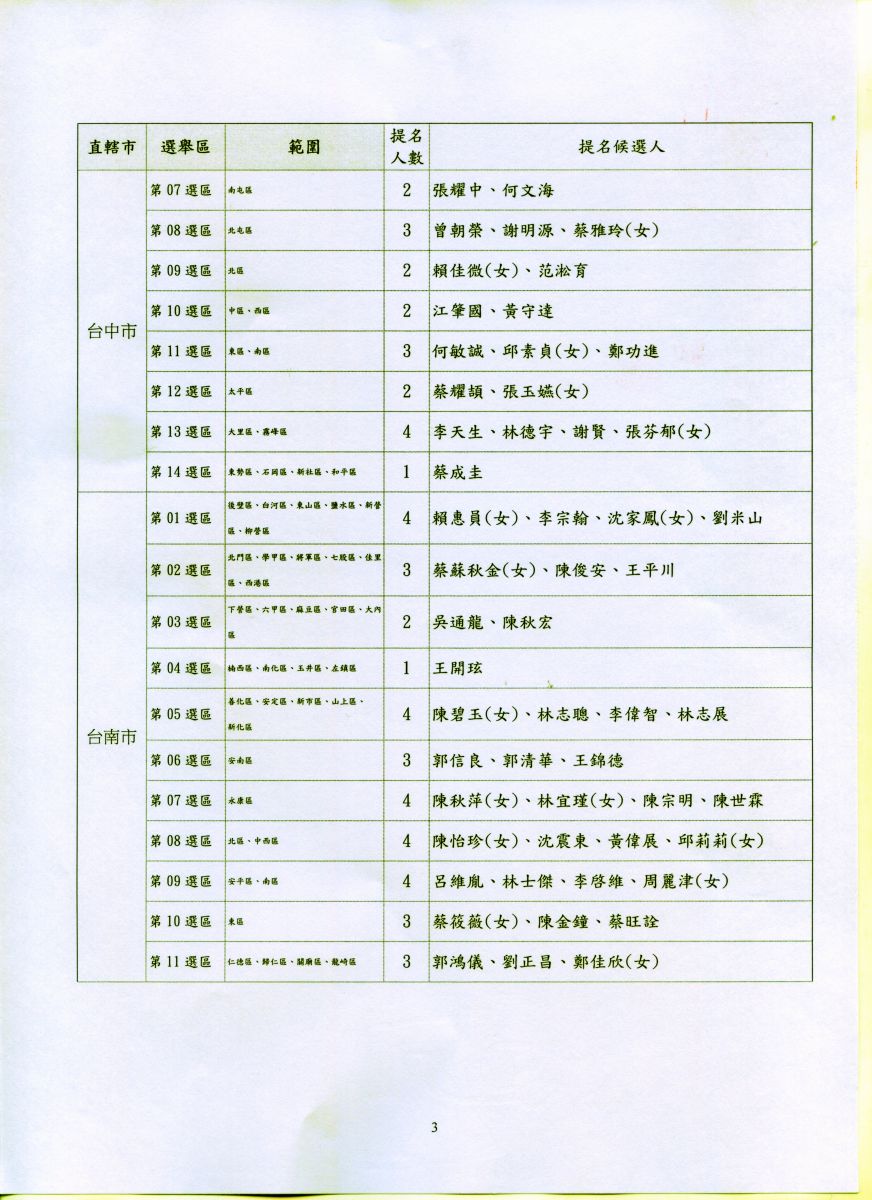 直轄市 選舉區 範圍 提名人數 提名候選人
台中市
第 07 選區 南屯區 2 張耀中、何文海
第 08 選區 北屯區 3 曾朝榮、謝明源、蔡雅玲(女)
第 09 選區 北區 2 賴佳微(女)、范淞育
第 10 選區 中區、西區 2 江肇國、黃守達
第 11 選區 東區、南區 3 何敏誠、邱素貞(女)、鄭功進
第 12 選區 太平區 2 蔡耀頡、張玉嬿(女)
第 13 選區 大里區、霧峰區 4 李天生、林德宇、謝賢、張芬郁(女)
第 14 選區 東勢區、石岡區、新社區、和平區 1 蔡成圭
台南市
第 01 選區 後壁區、白河區、東山區、鹽水區、新營
區、柳營區 4 賴惠員(女)、李宗翰、沈家鳳(女)、劉米山
第 02 選區 北門區、學甲區、將軍區、七股區、佳里
區、西港區 3 蔡蘇秋金(女)、陳俊安、王平川
第 03 選區 下營區、六甲區、麻豆區、官田區、大內
區 2 吳通龍、陳秋宏
第 04 選區 楠西區、南化區、玉井區、左鎮區 1 王開玹
第 05 選區 善化區、安定區、新市區、山上區、
新化區 4 陳碧玉(女)、林志聰、李偉智、林志展
第 06 選區 安南區 3 郭信良、郭清華、王錦德
第 07 選區 永康區 4 陳秋萍(女)、林宜瑾(女)、陳宗明、陳世霖
第 08 選區 北區、中西區 4 陳怡珍(女)、沈震東、黃偉展、邱莉莉(女)
第 09 選區 安平區、南區 4 呂維胤、林士傑、李啓維、周麗津(女)
第 10 選區 東區 3 蔡筱薇(女)、陳金鐘、蔡旺詮
第 11 選區 仁德區、歸仁區、關廟區、龍崎區 3 郭鴻儀、劉正昌、鄭佳欣(女)
3